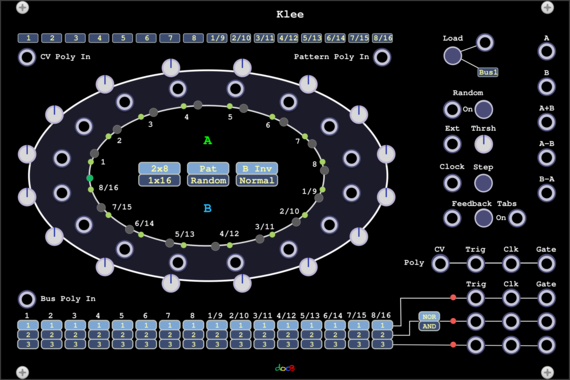 Klee
1 2 3 4 5 6 7 8 1/9 2/10 3/11 4/12 5/13 6/14 7/15 8/16
CV Poly In
Pattern Poly In
Load
Bus1
A
B
A+B
A-B
B-A
Random
On
Ext Thrsh
Clock Step
Feedback Tabs
On
1
2
3
4
5
6
7
8
1/9
2/10
3/11
4/12
5/13
6/14
7/15
8/16
A
2x8 Pat B Inv
1x16 Random Normal
B
CV Trig Clk Gate
Poly
Trig Clk Gate
Bus Poly In
1 2 3 4 5 6 7 8 1/9 2/10 3/11 4/12 5/13 6/14 7/15 8/16
1 1 1 1 1 1 1 1 1 1 1 1 1 1 1 1
2 2 2 2 2 2 2 2 2 2 2 2 2 2 2 2
3 3 3 3 3 3 3 3 3 3 3 3 3 3 3 3
NOR
AND